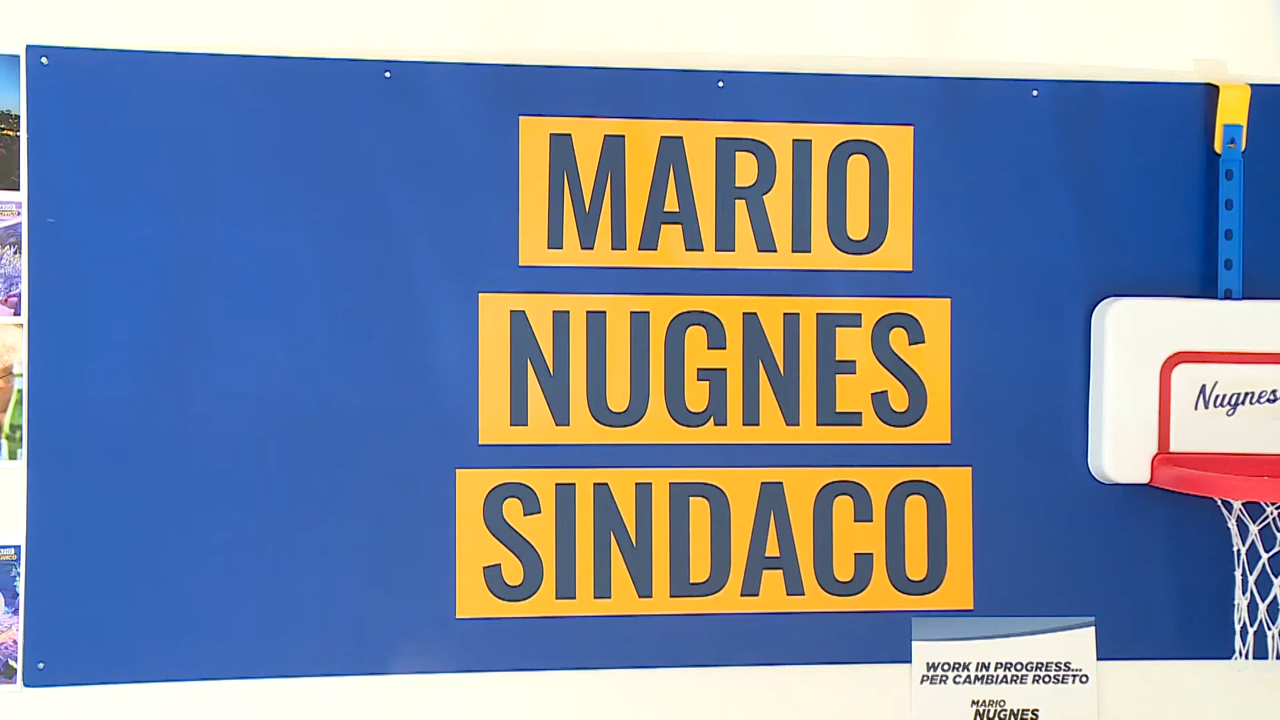 MARIO
NUGNES
SINDACO
Nugnes
WORK IN PROGRESS...
PER CAMBIARE ROSETO
MARIO
NUGNES